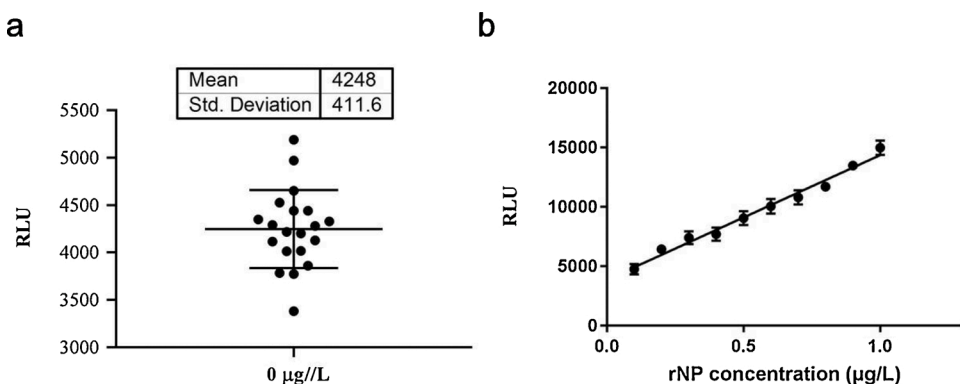 a
Mean 4248
Std. Deviation 411.6
5500
5000
4500
4000
3500
3000
RLU
0 µg//L
b
20000
15000
10000
5000
0
RLU
0.0 0.5 1.0
rNP concentration (µg/L)